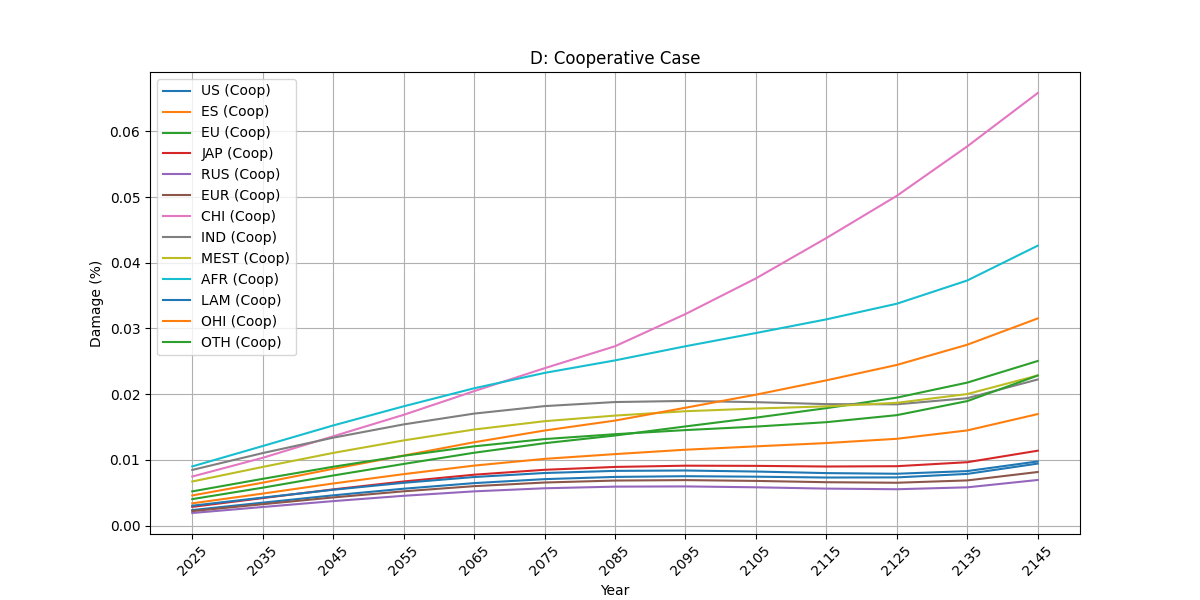 D: Cooperative Case
US (Coop)
ES (Coop)
EU (Coop)
JAP (Coop)
RUS (Coop)
EUR (Coop)
CHI (Coop)
IND (Coop)
MEST (Coop)
AFR (Coop)
LAM (Coop)
OHI (Coop)
OTH (Coop)
Damage (%)
0.06
0.05
0.04
0.03
0.02
0.01
0.00
2025 2035 2045 2055 2065 2075 2085 2095 2105 2115 2125 2135 2145
Year